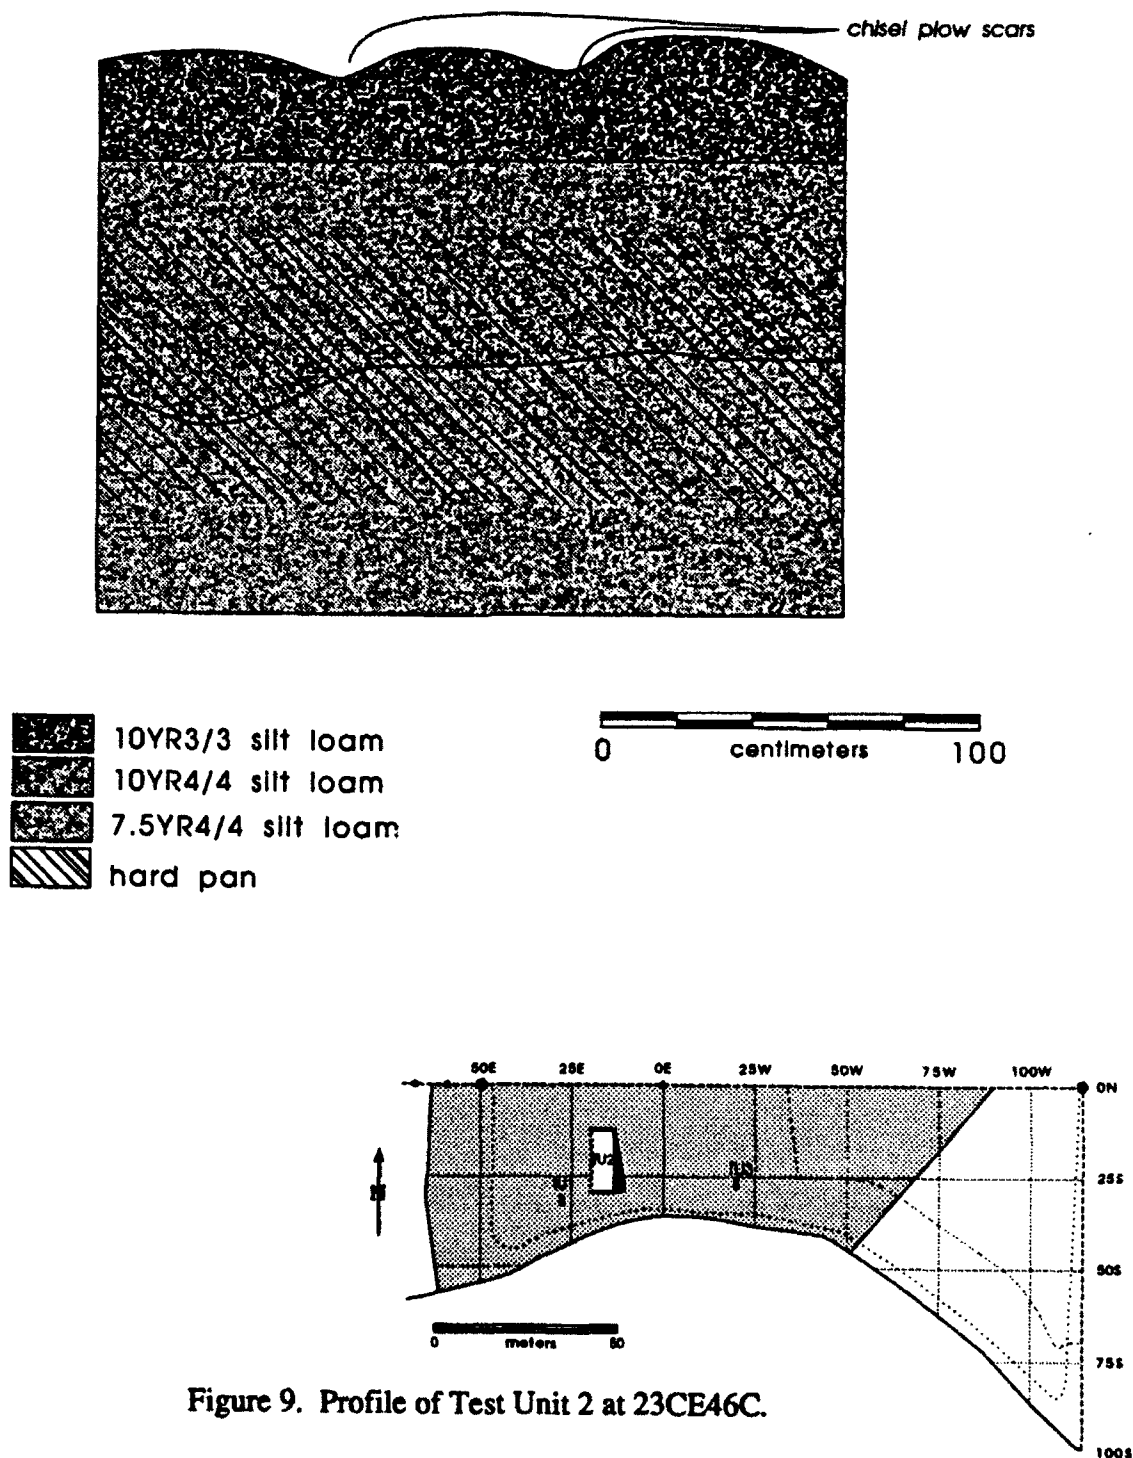 chisel plow scars
10YR3/3 silt loam
10YR4/4 silt loam
7.5YR4/4 silt loam
hard pan
0 centimeters 100
50E 25E 0E 25W 50W 75W 100W
0N
N
25S
50S
75S
100S
0 meters 50
Figure 9. Profile of Test Unit 2 at 23CE46C.